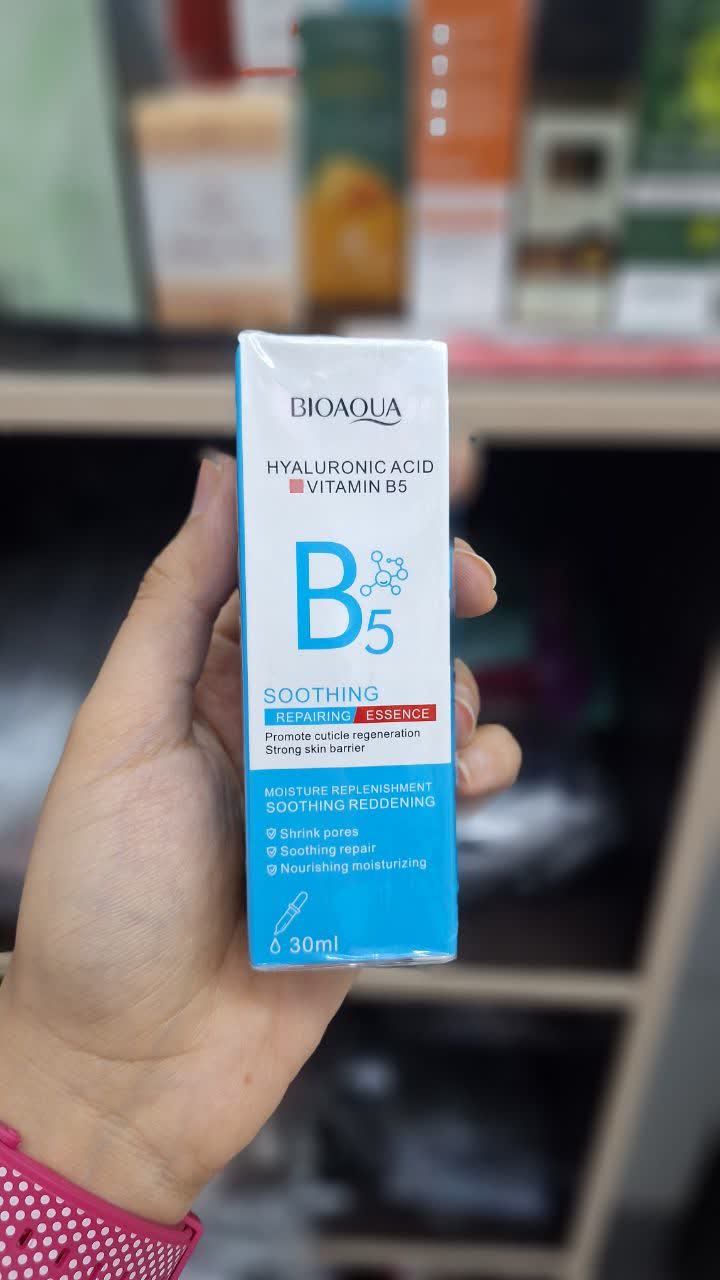 BIOAQUA
HYALURONIC ACID
VITAMIN B5
B5
SOOTHING
REPAIRING ESSENCE
Promote cuticle regeneration
Strong skin barrier
MOISTURE REPLENISHMENT
SOOTHING REDDENING
Shrink pores
Soothing repair
Nourishing moisturizing
30ml